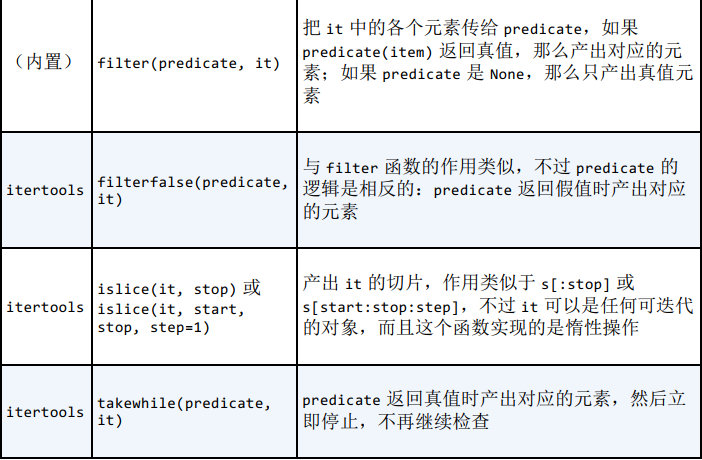 （内置）
filter(predicate, it)
把 it 中的各个元素传给 predicate，如果
predicate(item) 返回真值，那么产出对应的元
素；如果 predicate 是 None，那么只产出真值元
素
itertools
filterfalse(predicate,
it)
与 filter 函数的作用类似，不过 predicate 的
逻辑是相反的：predicate 返回假值时产出对应
的元素
itertools
islice(it, stop) 或
islice(it, start,
stop, step=1)
产出 it 的切片，作用类似于 s[:stop] 或
s[start:stop:step]，不过 it 可以是任何可迭代
的对象，而且这个函数实现的是惰性操作
itertools
takewhile(predicate,
it)
predicate 返回真值时产出对应的元素，然后立
即停止，不再继续检查